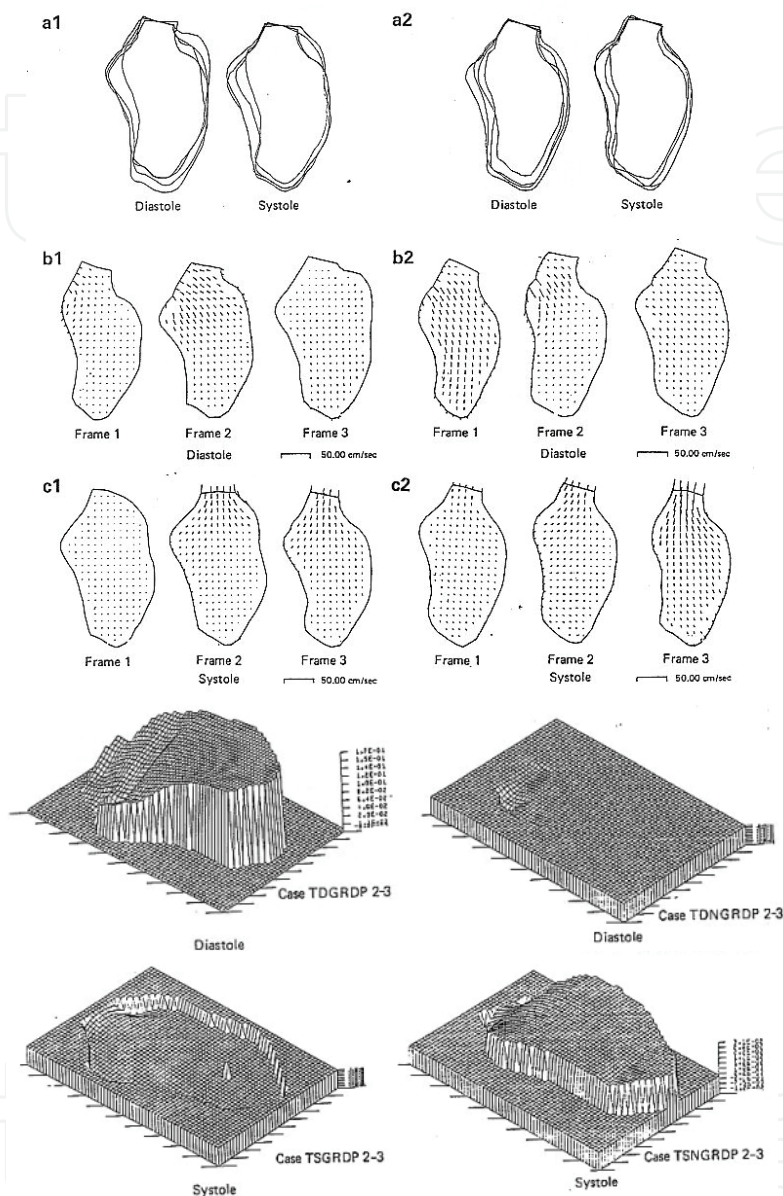 a1
a2
Diastole
Systole
Diastole
Systole
b1
b2
Frame 1
Frame 2
Frame 3
Diastole
50.00 cm/sec
Frame 1
Frame 2
Frame 3
Diastole
50.00 cm/sec
c1
c2
Frame 1
Frame 2
Frame 3
Systole
50.00 cm/sec
Frame 1
Frame 2
Frame 3
Systole
50.00 cm/sec
Case TDGRDP 2-3
Diastole
Case TDNGRDP 2-3
Diastole
Case TSGRDP 2-3
Systole
Case TSNGRDP 2-3
Systole